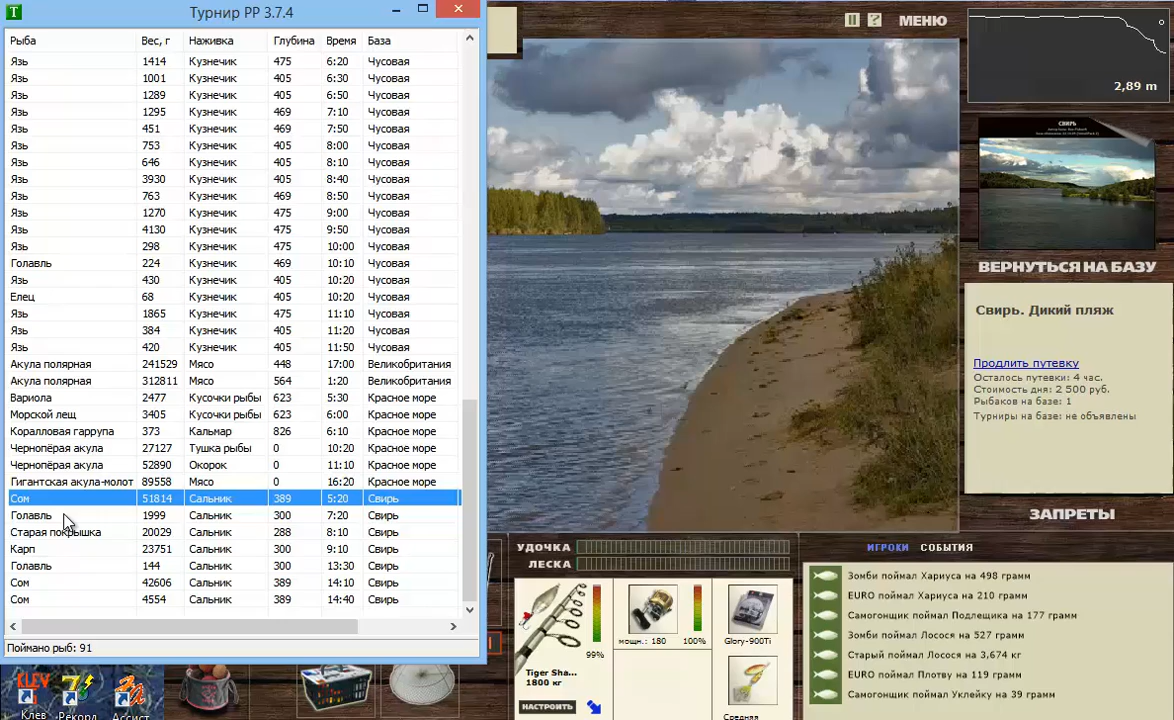 Турнир РР 3.7.4
Рыба Вес, г Наживка Глубина Время База
Язь 1414 Кузнечик 475 6:20 Чусовая
Язь 1001 Кузнечик 405 6:30 Чусовая
Язь 1289 Кузнечик 405 6:50 Чусовая
Язь 1295 Кузнечик 469 7:10 Чусовая
Язь 451 Кузнечик 469 7:50 Чусовая
Язь 753 Кузнечик 405 8:00 Чусовая
Язь 646 Кузнечик 405 8:10 Чусовая
Язь 3930 Кузнечик 405 8:40 Чусовая
Язь 763 Кузнечик 469 8:50 Чусовая
Язь 1270 Кузнечик 475 9:00 Чусовая
Язь 4130 Кузнечик 475 9:50 Чусовая
Язь 298 Кузнечик 475 10:00 Чусовая
Голавль 224 Кузнечик 469 10:10 Чусовая
Язь 430 Кузнечик 405 10:20 Чусовая
Елец 68 Кузнечик 405 10:20 Чусовая
Язь 1865 Кузнечик 405 11:10 Чусовая
Язь 384 Кузнечик 405 11:20 Чусовая
Язь 420 Кузнечик 405 11:50 Чусовая
Акула полярная 241529 Мясо 448 17:00 Великобритания
Акула полярная 312811 Мясо 564 1:20 Великобритания
Вариола 2477 Кусочки рыбы 623 5:30 Красное море
Морской лещ 3405 Кусочки рыбы 623 6:00 Красное море
Коралловая гаррупа 373 Кальмар 826 6:10 Красное море
Чернопёрая акула 27127 Тушка рыбы 0 10:20 Красное море
Чернопёрая акула 52890 Окорок 0 11:10 Красное море
Гигантская акула-молот 89558 Мясо 0 16:20 Красное море
Сом 51814 Сальник 389 5:20 Свирь
Голавль 1999 Сальник 300 7:20 Свирь
Старая покрышка 20029 Сальник 288 8:10 Свирь
Карп 23751 Сальник 300 9:10 Свирь
Голавль 144 Сальник 300 13:30 Свирь
Сом 42606 Сальник 389 14:10 Свирь
Сом 4554 Сальник 389 14:40 Свирь
Поймано рыб: 91
Клев
Рекорд
Ассист
МЕНЮ
2,89 m
СВИРЬ
ВЕРНУТЬСЯ НА БАЗУ
Свирь. Дикий пляж
Продлить путевку
Осталось путевки: 4 час.
Стоимость дня: 2 500 руб.
Рыбаков на базе: 1
Турниры на базе: не объявлены
ЗАПРЕТЫ
УДОЧКА
ЛЕСКА
99%
Tiger Sha...
1800 кг
НАСТРОИТЬ
мощн.: 180 100%
Glory-900Ti
Средняя
ИГРОКИ СОБЫТИЯ
Зомби поймал Хариуса на 498 грамм
EURO поймал Хариуса на 210 грамм
Самогонщик поймал Подлещика на 177 грамм
Зомби поймал Лосося на 527 грамм
Старый поймал Лосося на 3,674 кг
EURO поймал Плотву на 119 грамм
Самогонщик поймал Уклейку на 39 грамм